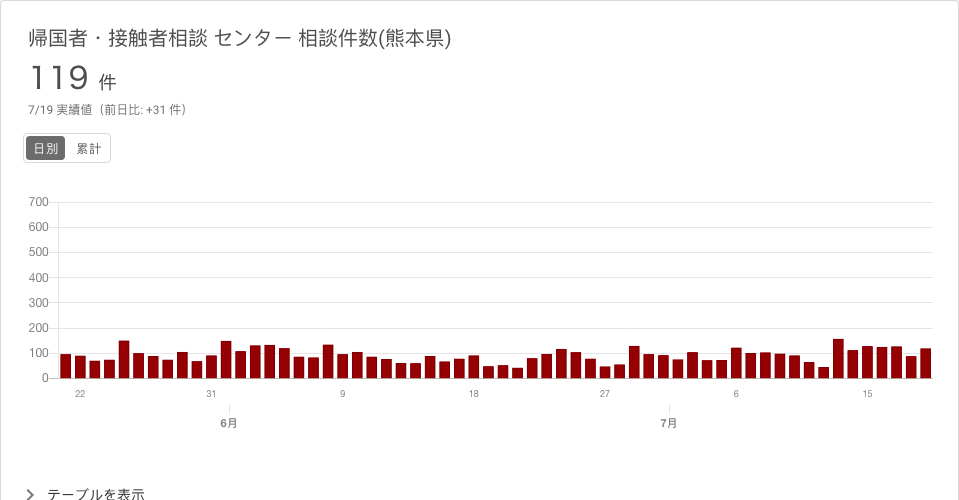 帰国者・接触者相談 センター 相談件数(熊本県)
119 件
7/19 実績値（前日比: +31 件）
日別 累計
700
600
500
400
300
200
100
0
22 31 9 18 27 6 15
6月 7月
テーブルを表示